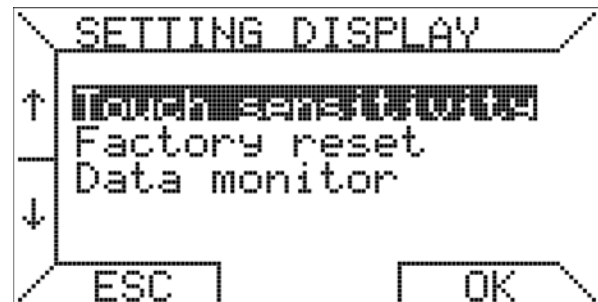 SETTING DISPLAY
↑
Touch sensitivity
Factory reset
Data monitor
↓
ESC
OK